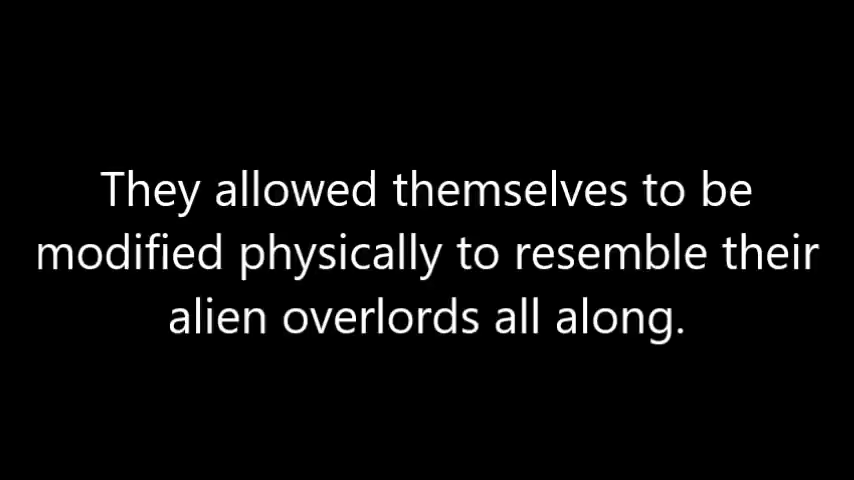 They allowed themselves to be
modified physically to resemble their
alien overlords all along.